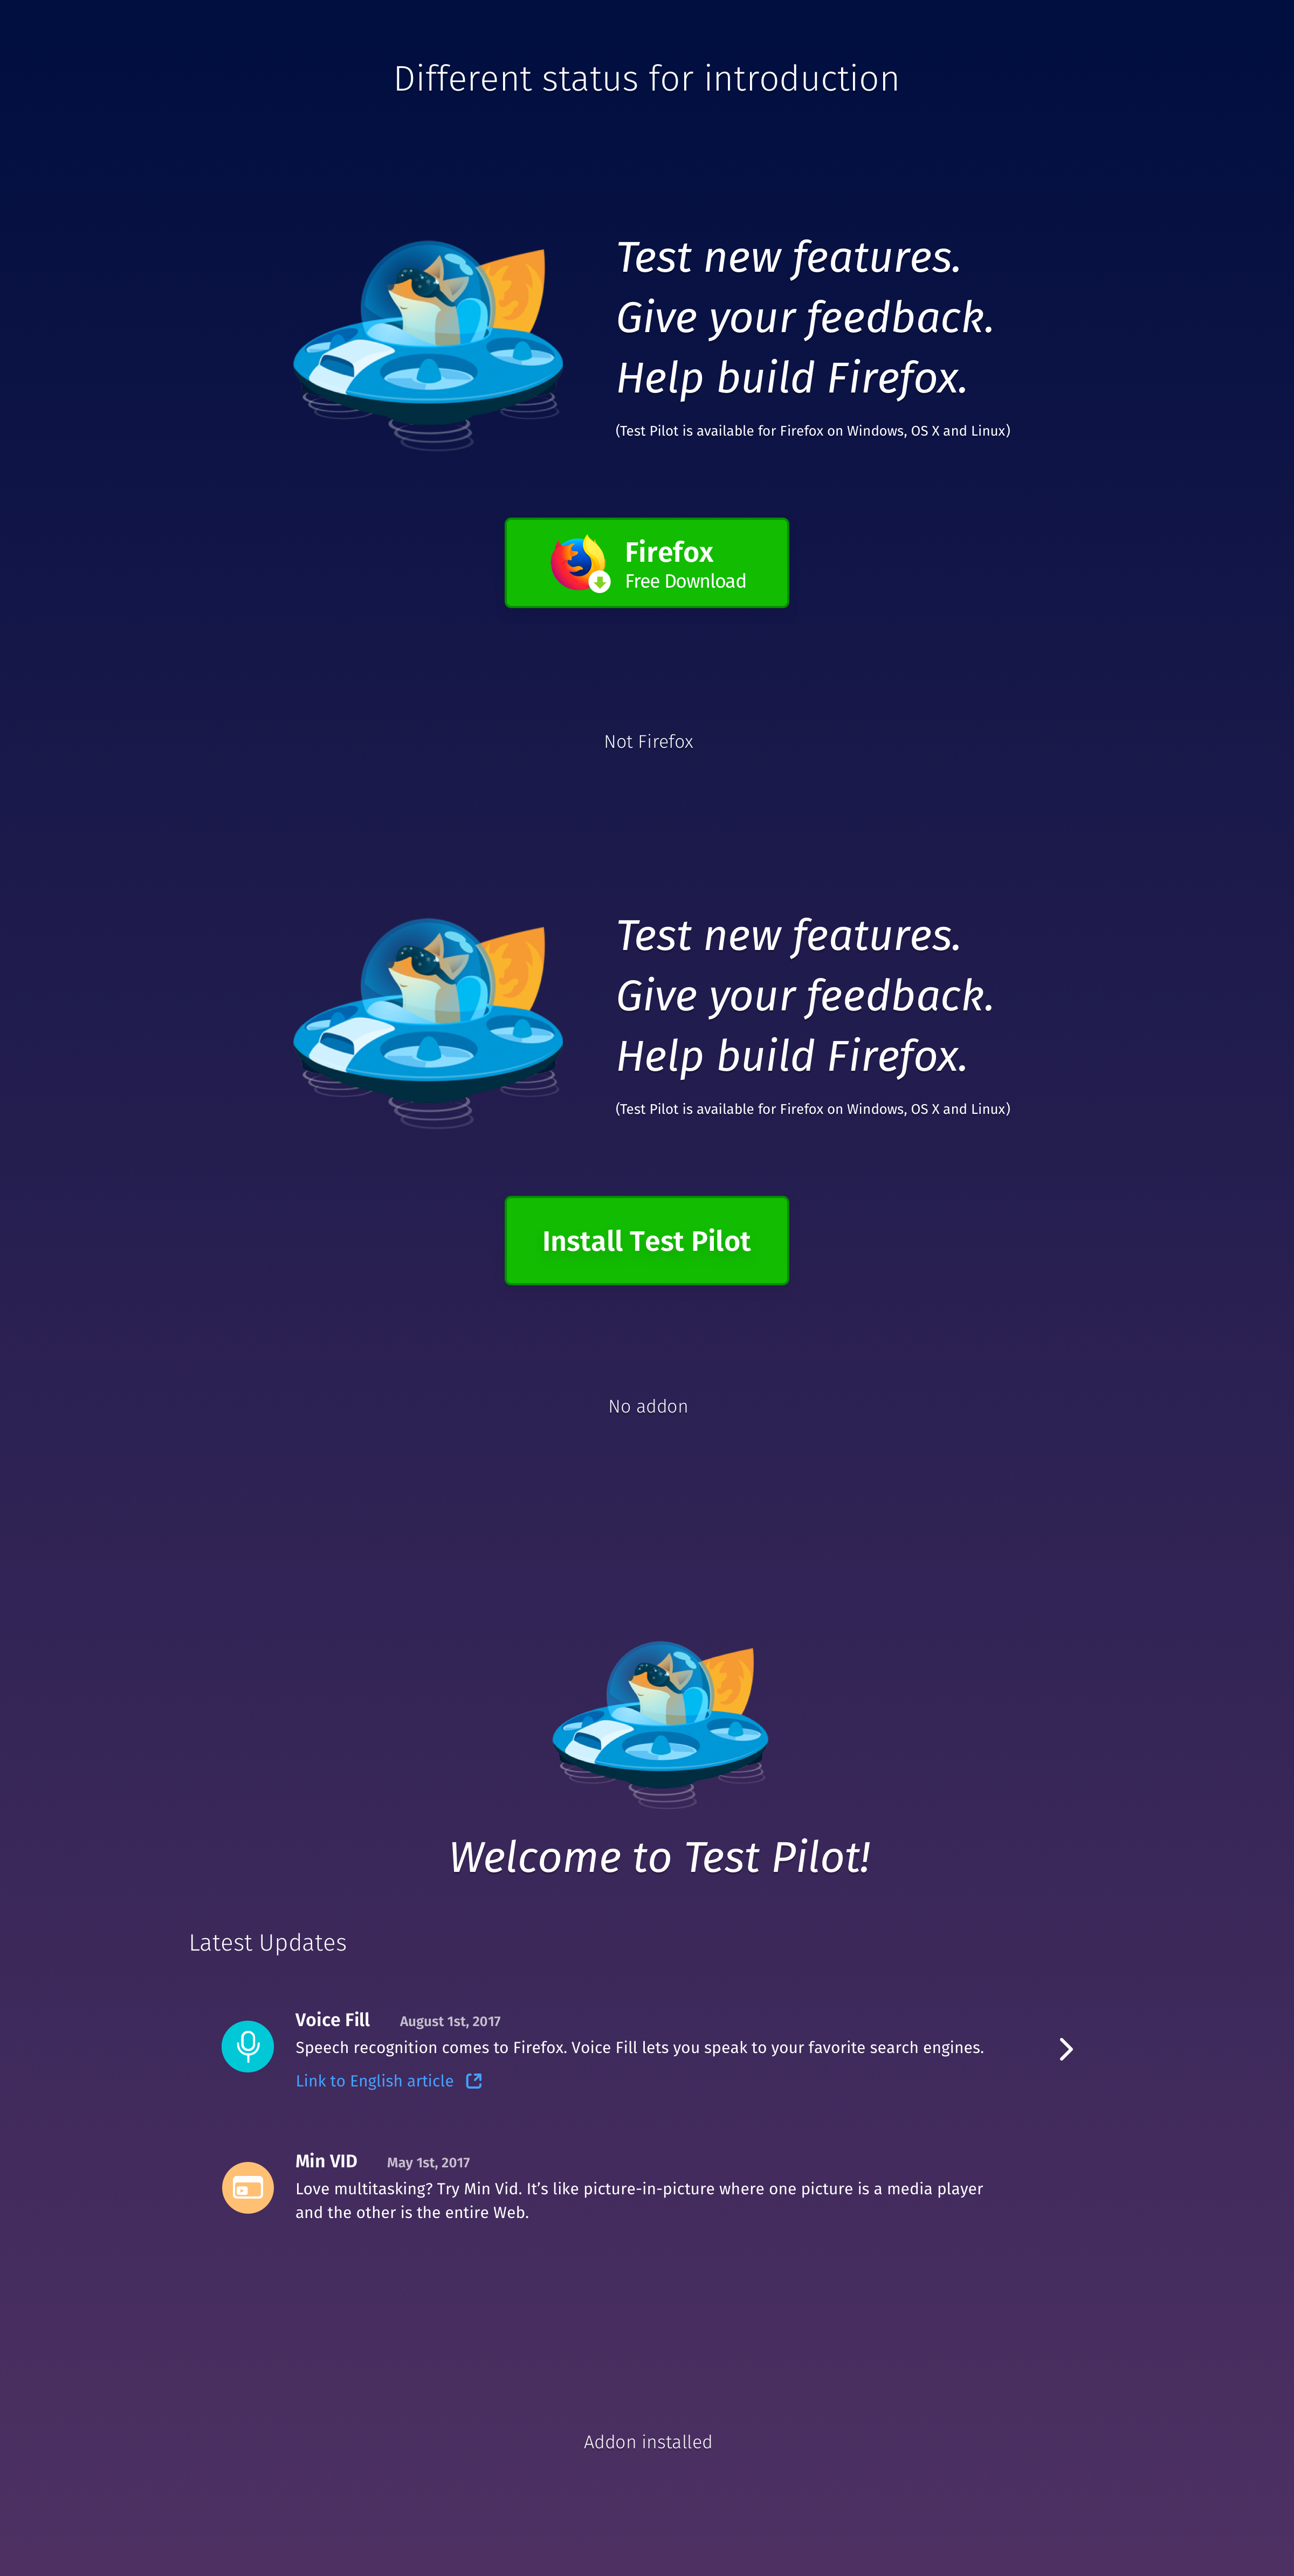 Different status for introduction
Test new features.
Give your feedback.
Help build Firefox.
(Test Pilot is available for Firefox on Windows, OS X and Linux)
Firefox
Free Download
Not Firefox
Test new features.
Give your feedback.
Help build Firefox.
(Test Pilot is available for Firefox on Windows, OS X and Linux)
Install Test Pilot
No addon
Welcome to Test Pilot!
Latest Updates
Voice Fill August 1st, 2017
Speech recognition comes to Firefox. Voice Fill lets you speak to your favorite search engines.
Link to English article
Min VID May 1st, 2017
Love multitasking? Try Min Vid. It’s like picture-in-picture where one picture is a media player
and the other is the entire Web.
Addon installed